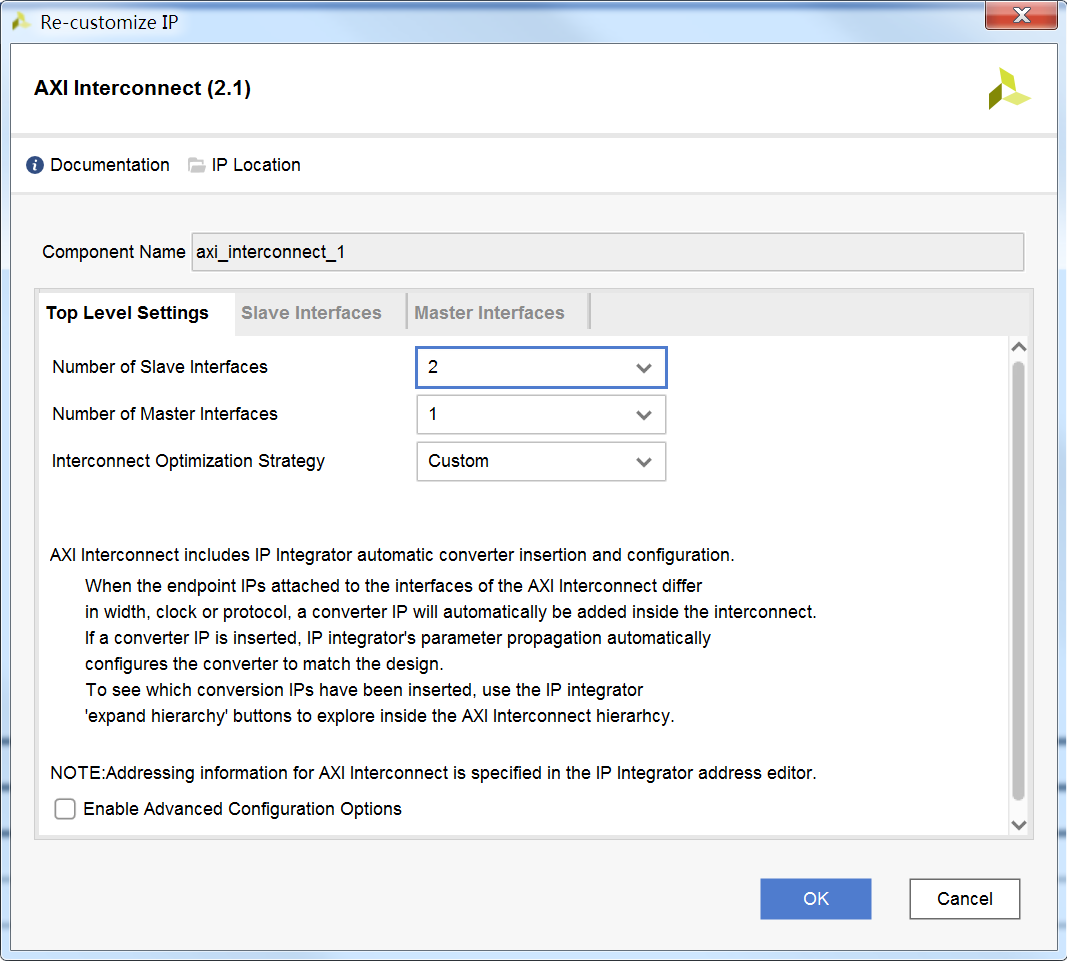 Re-customize IP
AXI Interconnect (2.1)
Documentation IP Location
Component Name axi_interconnect_1
Top Level Settings Slave Interfaces Master Interfaces
Number of Slave Interfaces 2
Number of Master Interfaces 1
Interconnect Optimization Strategy Custom
AXI Interconnect includes IP Integrator automatic converter insertion and configuration.
When the endpoint IPs attached to the interfaces of the AXI Interconnect differ
in width, clock or protocol, a converter IP will automatically be added inside the interconnect.
If a converter IP is inserted, IP integrator's parameter propagation automatically
configures the converter to match the design.
To see which conversion IPs have been inserted, use the IP integrator
'expand hierarchy' buttons to explore inside the AXI Interconnect hierarhcy.
NOTE:Addressing information for AXI Interconnect is specified in the IP Integrator address editor.
Enable Advanced Configuration Options
OK Cancel